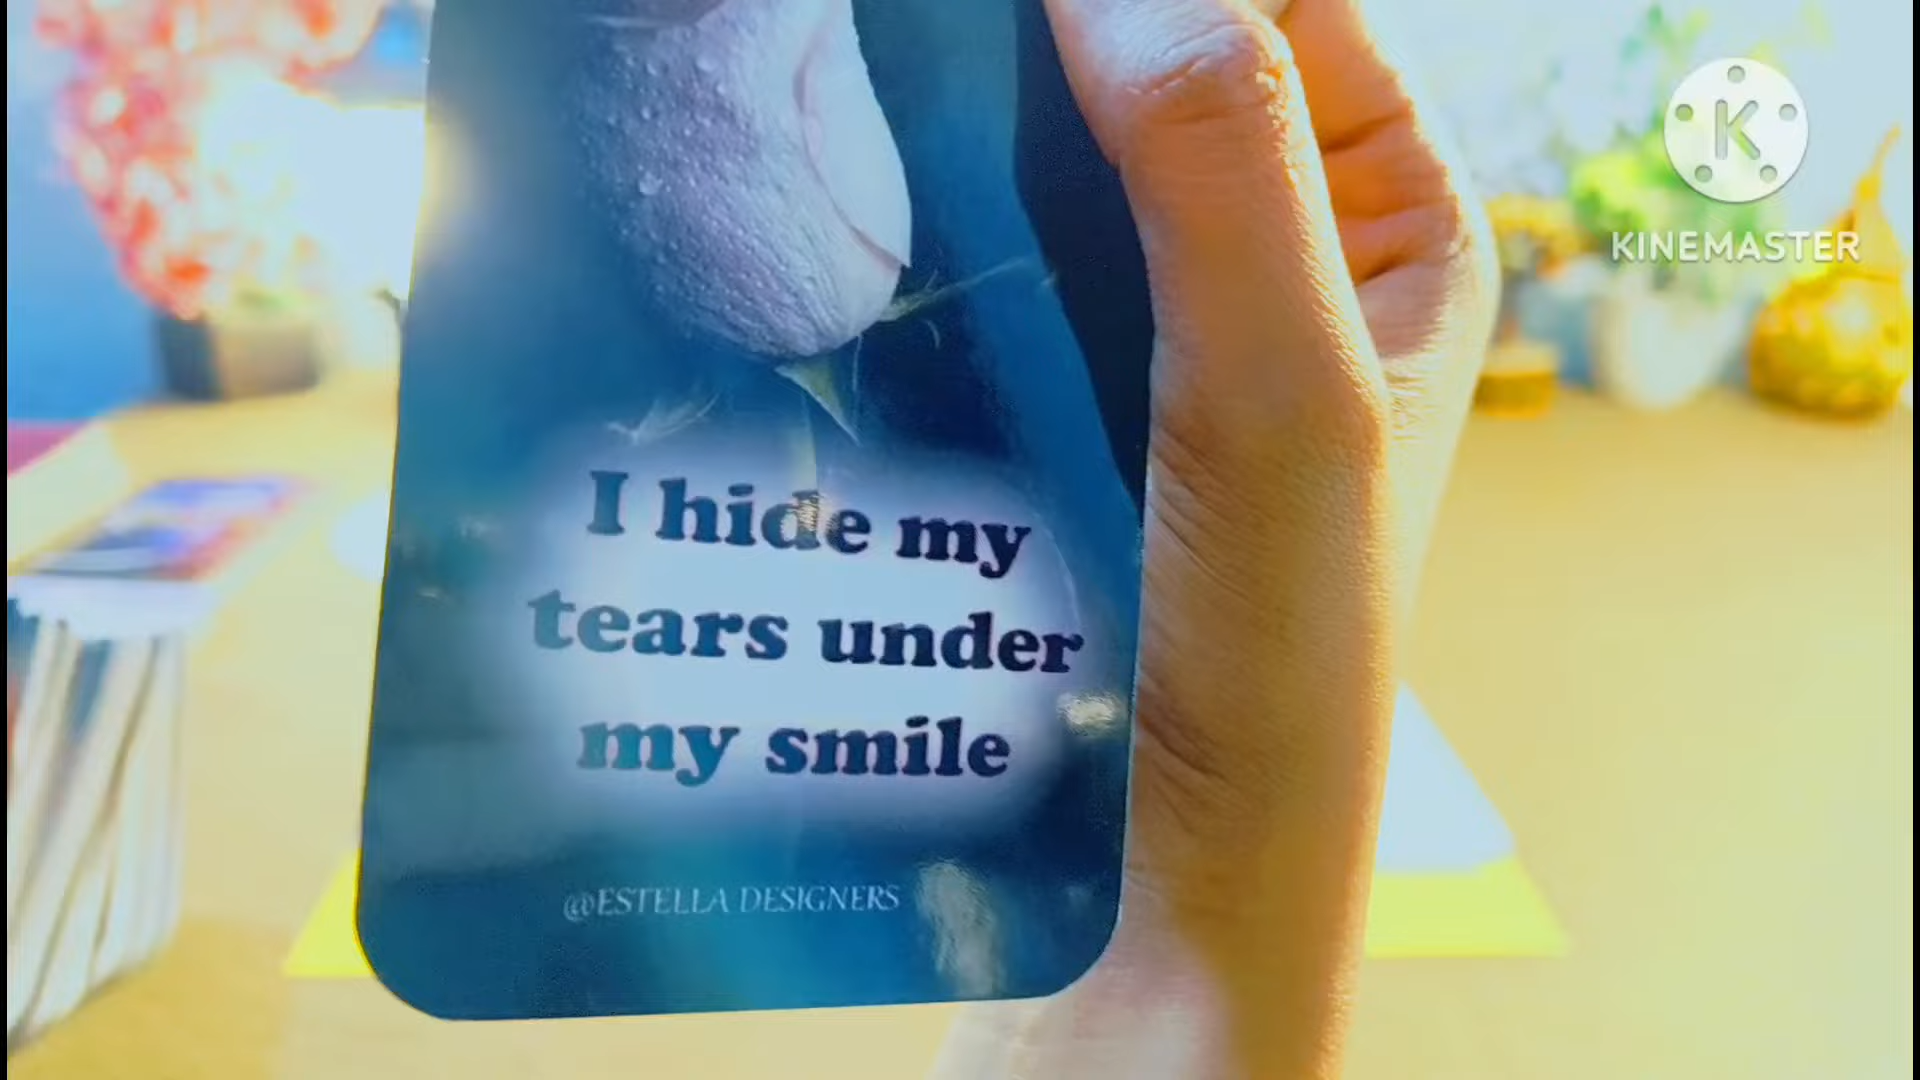 K
KINEMASTER
I hide my
tears under
my smile
@ESTELLA DESIGNERS